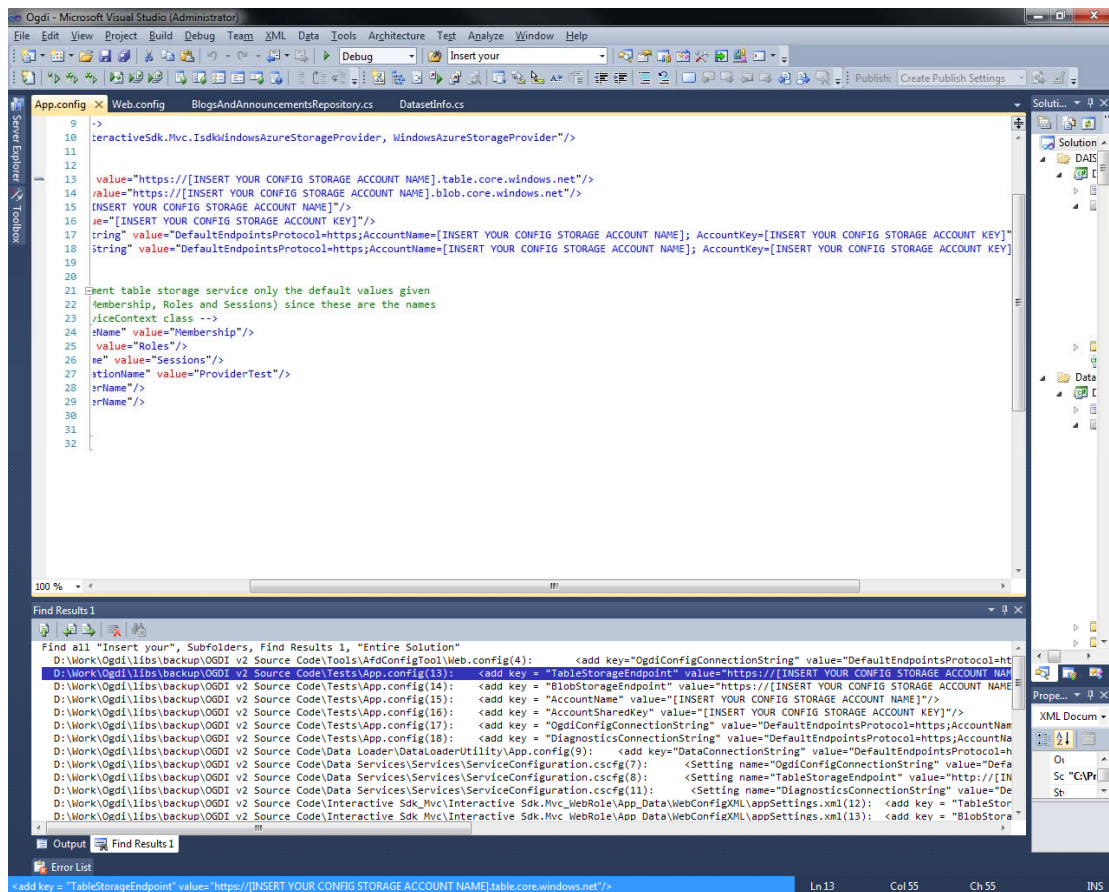 Ogdi - Microsoft Visual Studio (Administrator)
File Edit View Project Build Debug Team XML Data Tools Architecture Test Analyze Window Help
Debug Insert your
Publish: Create Publish Settings
App.config Web.config BlogsAndAnnouncementsRepository.cs DatasetInfo.cs Soluti...
Server Explorer
Toolbox
9 ->
10 teractiveSdk.Mvc.IsdkWindowsAzureStorageProvider, WindowsAzureStorageProvider"/>
11
12
13 value="https://[INSERT YOUR CONFIG STORAGE ACCOUNT NAME].table.core.windows.net"/>
14 value="https://[INSERT YOUR CONFIG STORAGE ACCOUNT NAME].blob.core.windows.net"/>
15 [INSERT YOUR CONFIG STORAGE ACCOUNT NAME]"/>
16 ue="[INSERT YOUR CONFIG STORAGE ACCOUNT KEY]"/>
17 tring" value="DefaultEndpointsProtocol=https;AccountName=[INSERT YOUR CONFIG STORAGE ACCOUNT NAME]; AccountKey=[INSERT YOUR CONFIG STORAGE ACCOUNT KEY]"
18 String" value="DefaultEndpointsProtocol=https;AccountName=[INSERT YOUR CONFIG STORAGE ACCOUNT NAME]; AccountKey=[INSERT YOUR CONFIG STORAGE ACCOUNT KEY]
19
20
21 ment table storage service only the default values given
22 Membership, Roles and Sessions) since these are the names
23 viceContext class -->
24 eName" value="Membership"/>
25 value="Roles"/>
26 me" value="Sessions"/>
27 ationName" value="ProviderTest"/>
28 erName"/>
29 erName"/>
30
31
32
Solution
DAIS
Data
100 %
Find Results 1
Find all "Insert your", Subfolders, Find Results 1, "Entire Solution"
D:\Work\Ogdi\libs\backup\OGDI v2 Source Code\Tools\AfdConfigTool\Web.config(4): <add key="OgdiConfigConnectionString" value="DefaultEndpointsProtocol=ht
D:\Work\Ogdi\libs\backup\OGDI v2 Source Code\Tests\App.config(13): <add key = "TableStorageEndpoint" value="https://[INSERT YOUR CONFIG STORAGE ACCOUNT NAM
D:\Work\Ogdi\libs\backup\OGDI v2 Source Code\Tests\App.config(14): <add key = "BlobStorageEndpoint" value="https://[INSERT YOUR CONFIG STORAGE ACCOUNT NAME
D:\Work\Ogdi\libs\backup\OGDI v2 Source Code\Tests\App.config(15): <add key = "AccountName" value="[INSERT YOUR CONFIG STORAGE ACCOUNT NAME]"/>
D:\Work\Ogdi\libs\backup\OGDI v2 Source Code\Tests\App.config(16): <add key = "AccountSharedKey" value="[INSERT YOUR CONFIG STORAGE ACCOUNT KEY]"/>
D:\Work\Ogdi\libs\backup\OGDI v2 Source Code\Tests\App.config(17): <add key = "OgdiConfigConnectionString" value="DefaultEndpointsProtocol=https;AccountNam
D:\Work\Ogdi\libs\backup\OGDI v2 Source Code\Tests\App.config(18): <add key = "DiagnosticsConnectionString" value="DefaultEndpointsProtocol=https;AccountNa
D:\Work\Ogdi\libs\backup\OGDI v2 Source Code\Data Loader\DataLoaderUtility\App.config(9): <add key="DataConnectionString" value="DefaultEndpointsProtocol=h
D:\Work\Ogdi\libs\backup\OGDI v2 Source Code\Data Services\Services\ServiceConfiguration.cscfg(7): <Setting name="OgdiConfigConnectionString" value="Defa
D:\Work\Ogdi\libs\backup\OGDI v2 Source Code\Data Services\Services\ServiceConfiguration.cscfg(8): <Setting name="TableStorageEndpoint" value="http://[IN
D:\Work\Ogdi\libs\backup\OGDI v2 Source Code\Data Services\Services\ServiceConfiguration.cscfg(11): <Setting name="DiagnosticsConnectionString" value="De
D:\Work\Ogdi\libs\backup\OGDI v2 Source Code\Interactive Sdk_Mvc\Interactive Sdk.Mvc_WebRole\App_Data\WebConfigXML\appSettings.xml(12): <add key = "TableStor
D:\Work\Ogdi\libs\backup\OGDI v2 Source Code\Interactive Sdk_Mvc\Interactive Sdk.Mvc_WebRole\App_Data\WebConfigXML\appSettings.xml(13): <add key = "BlobStora
Prope...
XML Docum
Ou
Sc "C:\Pr
St
Output Find Results 1
Error List
<add key = "TableStorageEndpoint" value="https://[INSERT YOUR CONFIG STORAGE ACCOUNT NAME].table.core.windows.net"/> Ln 13 Col 55 Ch 55 INS